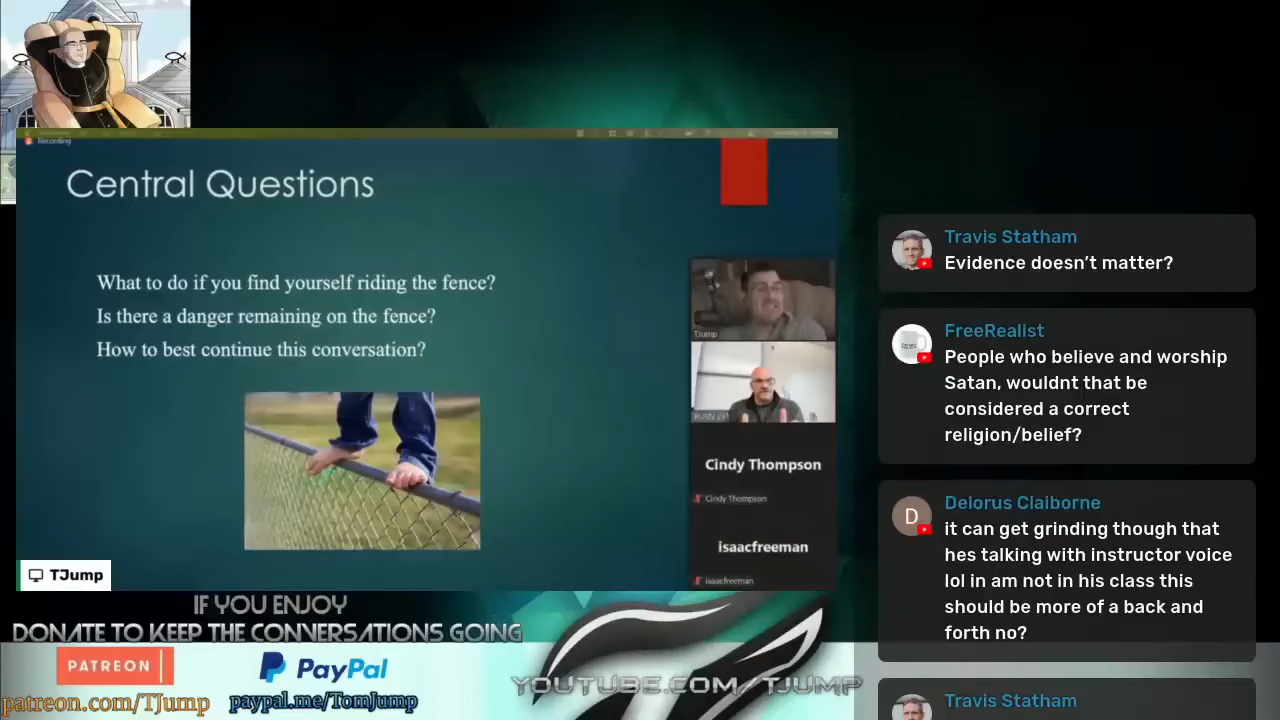 Recording
Central Questions
What to do if you find yourself riding the fence?
Is there a danger remaining on the fence?
How to best continue this conversation?
TJump
Cindy Thompson
Cindy Thompson
isaacfreeman
isaacfreeman
TJump
IF YOU ENJOY
DONATE TO KEEP THE CONVERSATIONS GOING
PATREON
PayPal
patreon.com/TJump
paypal.me/TomJump
YOUTUBE.COM/TJUMP
Travis Statham
Evidence doesn’t matter?
FreeRealist
People who believe and worship
Satan, wouldnt that be
considered a correct
religion/belief?
D
Delorus Claiborne
it can get grinding though that
hes talking with instructor voice
lol in am not in his class this
should be more of a back and
forth no?
Travis Statham